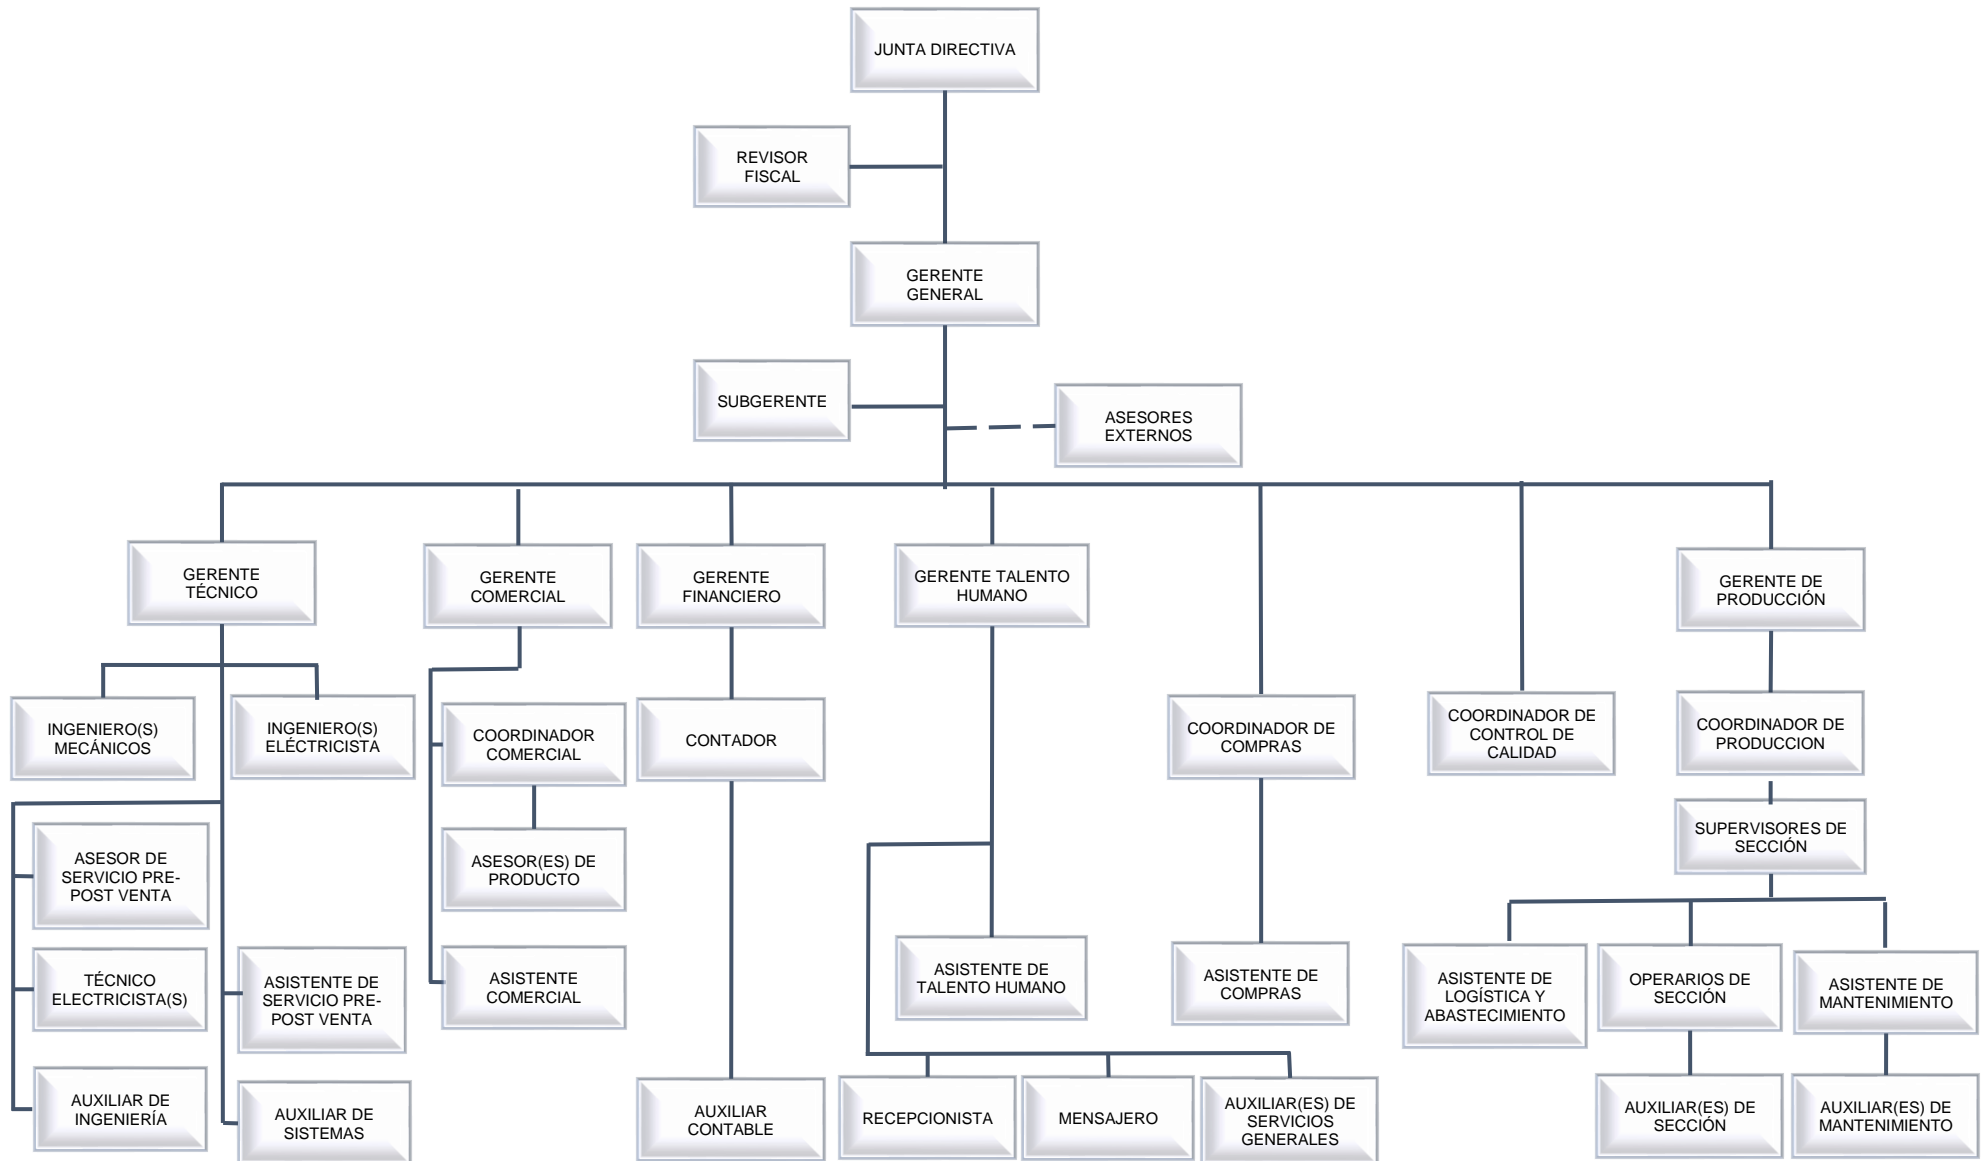 JUNTA DIRECTIVA
REVISOR
FISCAL
GERENTE
GENERAL
SUBGERENTE
ASESORES
EXTERNOS
GERENTE
TÉCNICO
GERENTE
COMERCIAL
GERENTE
FINANCIERO
GERENTE TALENTO
HUMANO
GERENTE DE
PRODUCCIÓN
INGENIERO(S)
MECÁNICOS
INGENIERO(S)
ELÉCTRICISTA
COORDINADOR
COMERCIAL
CONTADOR
COORDINADOR DE
COMPRAS
COORDINADOR DE
CONTROL DE
CALIDAD
COORDINADOR DE
PRODUCCION
SUPERVISORES DE
SECCIÓN
ASESOR DE
SERVICIO PRE-
POST VENTA
ASESOR(ES) DE
PRODUCTO
TÉCNICO
ELECTRICISTA(S)
ASISTENTE DE
SERVICIO PRE-
POST VENTA
ASISTENTE
COMERCIAL
ASISTENTE DE
TALENTO HUMANO
ASISTENTE DE
COMPRAS
ASISTENTE DE
LOGÍSTICA Y
ABASTECIMIENTO
OPERARIOS DE
SECCIÓN
ASISTENTE DE
MANTENIMIENTO
AUXILIAR DE
INGENIERÍA
AUXILIAR DE
SISTEMAS
AUXILIAR
CONTABLE
RECEPCIONISTA
MENSAJERO
AUXILIAR(ES) DE
SERVICIOS
GENERALES
AUXILIAR(ES) DE
SECCIÓN
AUXILIAR(ES) DE
MANTENIMIENTO